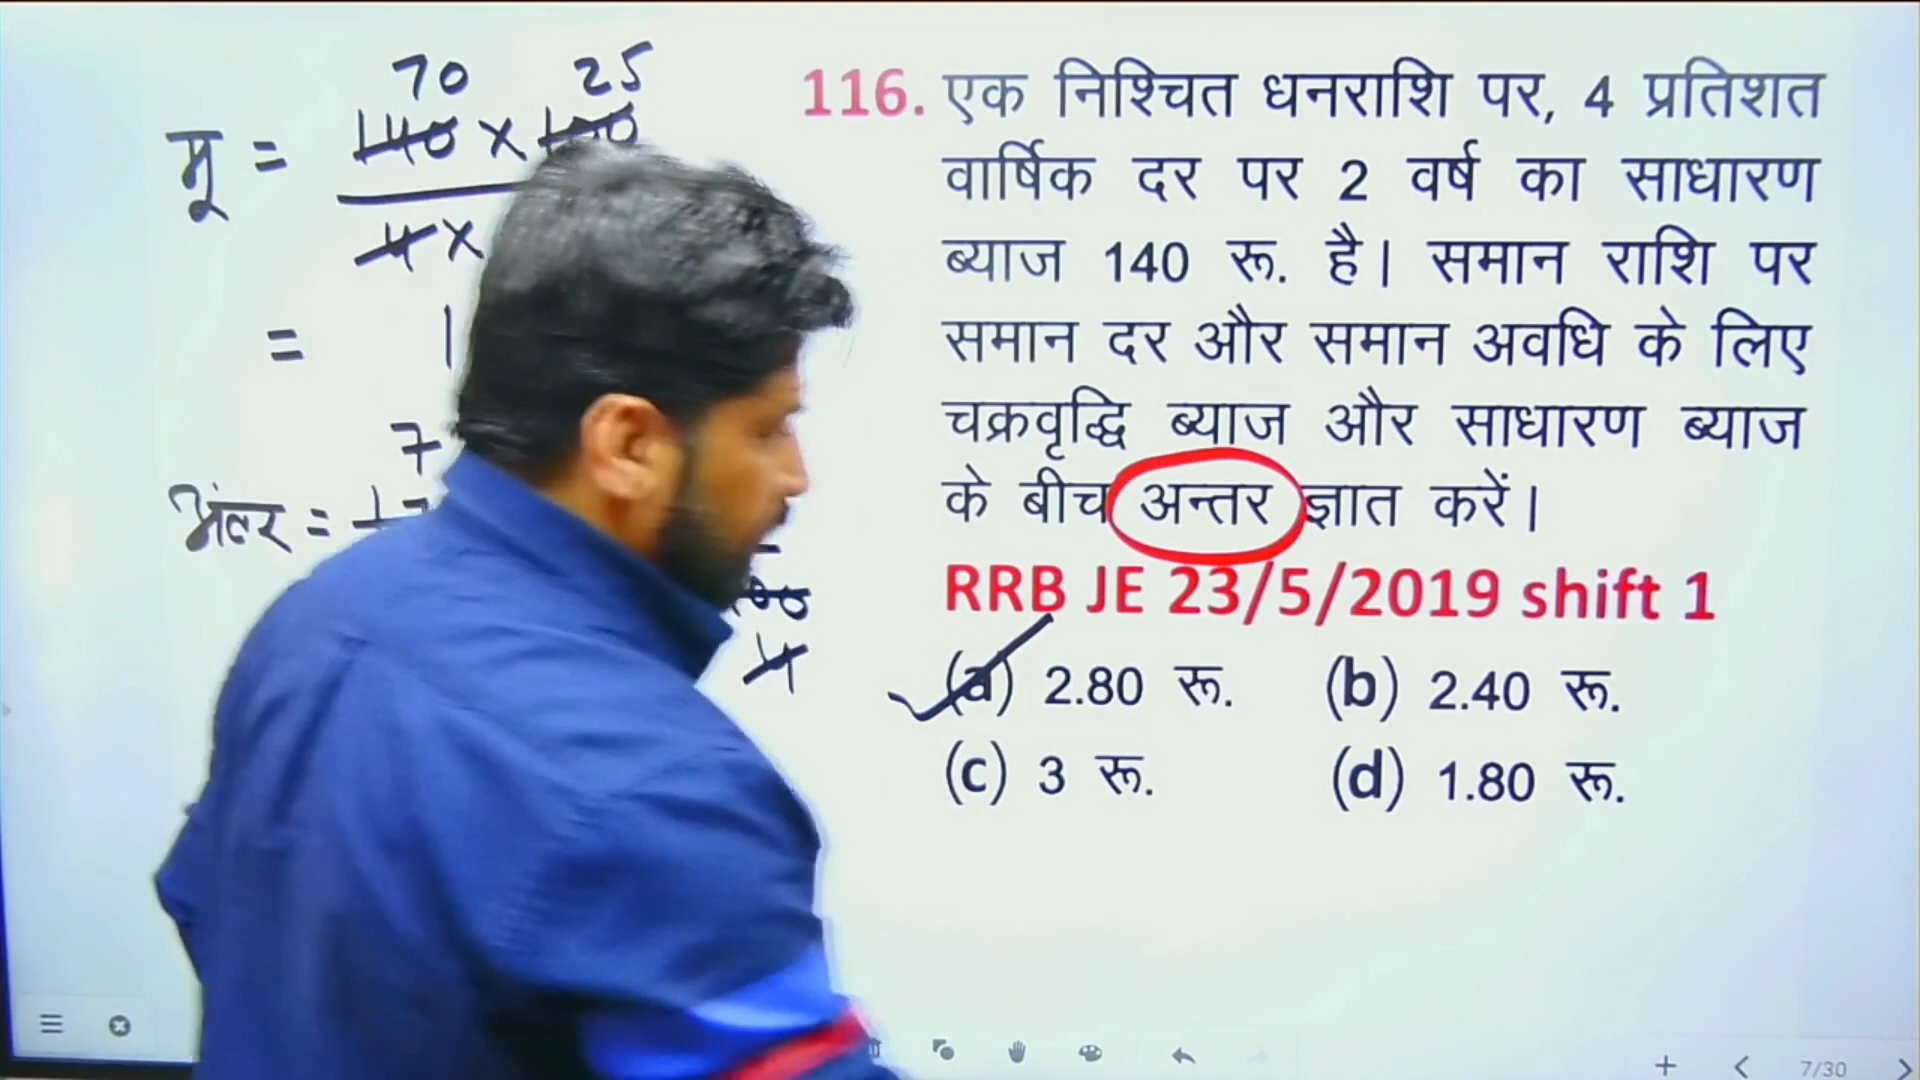 70 25
मू = 140 × 100
4 ×
= 1
7
अंतर =
4
116. एक निश्चित धनराशि पर, 4 प्रतिशत
वार्षिक दर पर 2 वर्ष का साधारण
ब्याज 140 रू. है। समान राशि पर
समान दर और समान अवधि के लिए
चक्रवृद्धि ब्याज और साधारण ब्याज
के बीच अन्तर ज्ञात करें।
RRB JE 23/5/2019 shift 1
(a) 2.80 रू. (b) 2.40 रू.
(c) 3 रू. (d) 1.80 रू.
7/30